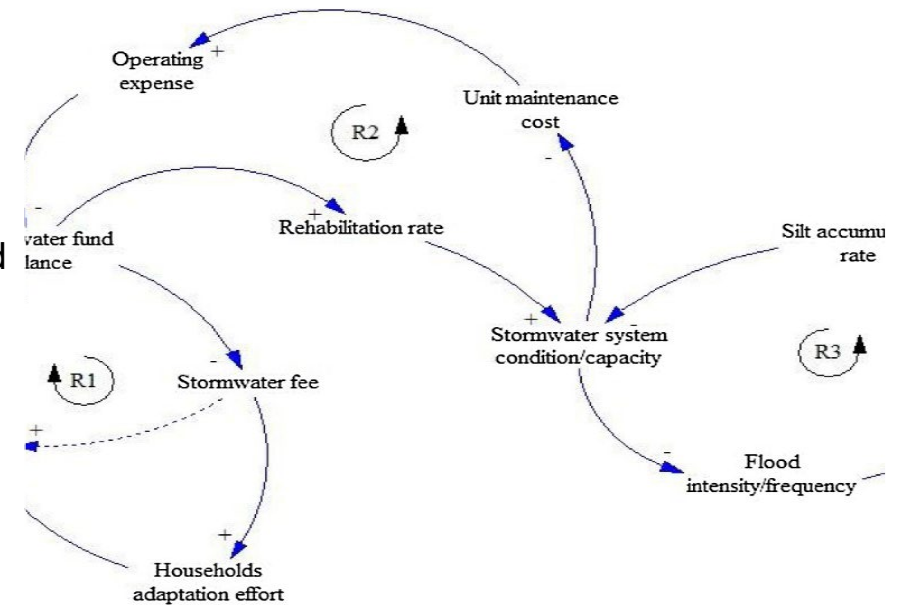 Operating
expense
+
Unit maintenance
cost
-
R2
-
+
Rehabilitation rate
water fund
lance
d
Silt accumu
rate
+
-
Stormwater system
condition/capacity
R3
-
R1
Stormwater fee
+
-
Flood
intensity/frequency
+
Households
adaptation effort